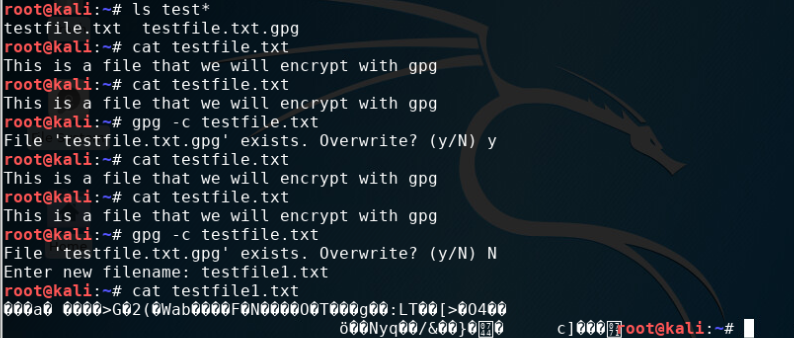 root@kali:~# ls test*
testfile.txt  testfile.txt.gpg
root@kali:~# cat testfile.txt
This is a file that we will encrypt with gpg
root@kali:~# cat testfile.txt
This is a file that we will encrypt with gpg
root@kali:~# gpg -c testfile.txt
File 'testfile.txt.gpg' exists. Overwrite? (y/N) y
root@kali:~# cat testfile.txt
This is a file that we will encrypt with gpg
root@kali:~# cat testfile.txt
This is a file that we will encrypt with gpg
root@kali:~# gpg -c testfile.txt
File 'testfile.txt.gpg' exists. Overwrite? (y/N) N
Enter new filename: testfile1.txt
root@kali:~# cat testfile1.txt
���a� ����>G�2(�Wab����F�N����O�T���g��:LT��[>�O4��
ö��Nyq��/&��}�� c]���root@kali:~#